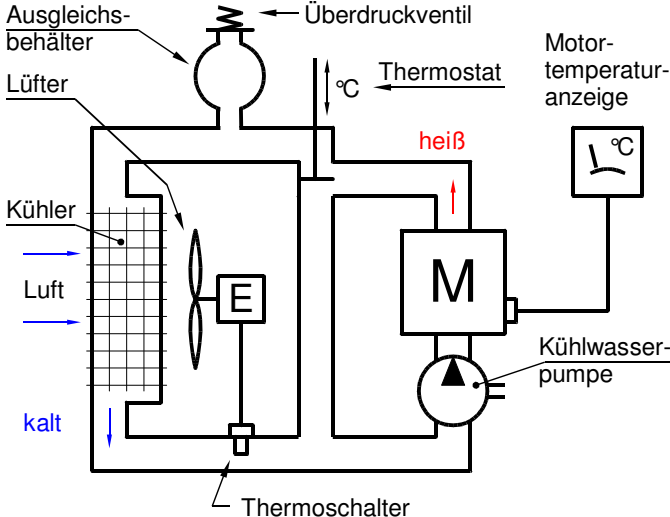 Ausgleichs-
behälter
Überdruckventil
Lüfter
°C
Thermostat
Motor-
temperatur-
anzeige
°C
heiß
Kühler
Luft
E
M
kalt
Kühlwasser-
pumpe
Thermoschalter